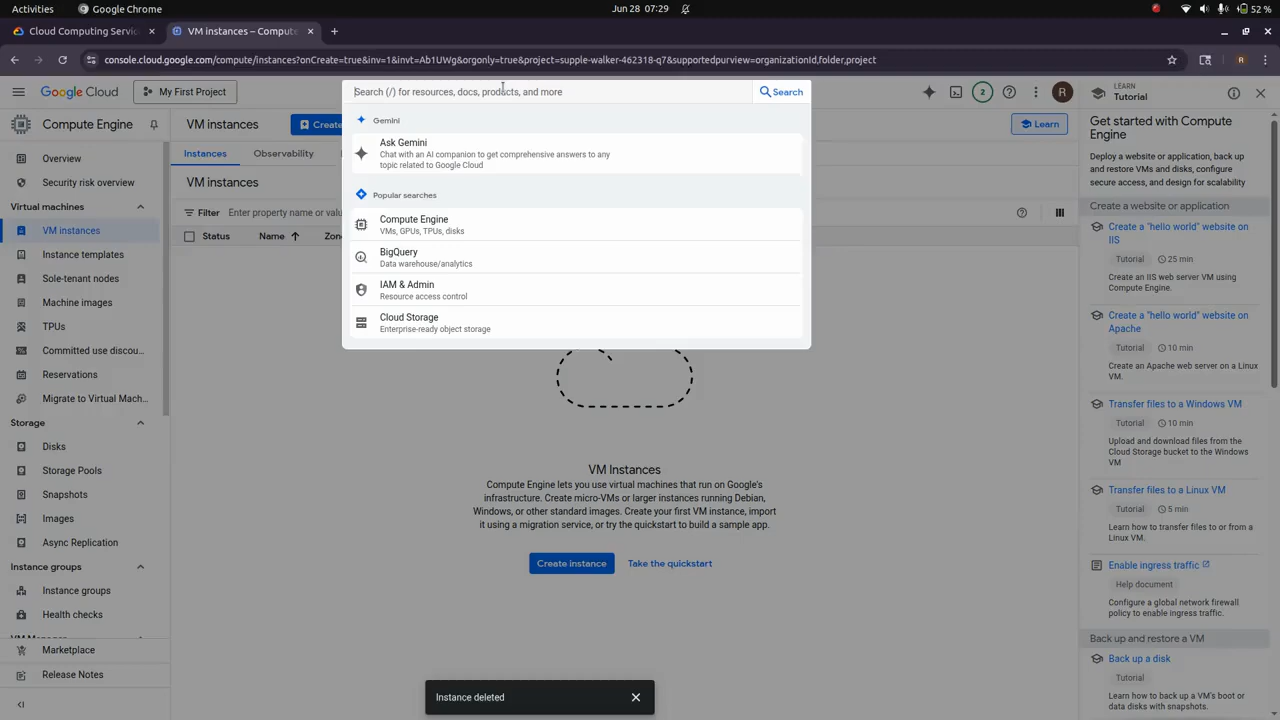 Activities
Google Chrome
Jun 28 07:29
52 %
Cloud Computing Servic
VM instances – Compute
console.cloud.google.com/compute/instances?onCreate=true&inv=1&invt=Ab1UWg&orgonly=true&project=supple-walker-462318-q7&supportedpurview=organizationId,folder,project
R
Google Cloud
My First Project
Search (/) for resources, docs, products, and more
Search
2
R
LEARN
Tutorial
Compute Engine
VM instances
Create
Learn
Get started with Compute
Engine
Deploy a website or application, back up
and restore VMs and disks, configure
secure access, and design for scalability
Gemini
Ask Gemini
Chat with an AI companion to get comprehensive answers to any
topic related to Google Cloud
Popular searches
Compute Engine
VMs, GPUs, TPUs, disks
BigQuery
Data warehouse/analytics
IAM & Admin
Resource access control
Cloud Storage
Enterprise-ready object storage
Overview
Security risk overview
Virtual machines
VM instances
Instance templates
Sole-tenant nodes
Machine images
TPUs
Committed use discou...
Reservations
Migrate to Virtual Mach...
Storage
Disks
Storage Pools
Snapshots
Images
Async Replication
Instance groups
Instance groups
Health checks
Marketplace
Release Notes
Instances
Observability
VM instances
Filter
Enter property name or valu
Status
Name
Zon
VM Instances
Compute Engine lets you use virtual machines that run on Google's
infrastructure. Create micro-VMs or larger instances running Debian,
Windows, or other standard images. Create your first VM instance, import
it using a migration service, or try the quickstart to build a sample app.
Create instance
Take the quickstart
Instance deleted
Create a website or application
Create a "hello world" website on
IIS
Tutorial
25 min
Create an IIS web server VM using
Compute Engine.
Create a "hello world" website on
Apache
Tutorial
10 min
Create an Apache web server on a Linux
VM.
Transfer files to a Windows VM
Tutorial
10 min
Upload and download files from the
Cloud Storage bucket to the Windows
VM
Transfer files to a Linux VM
Tutorial
5 min
Learn how to transfer files to or from a
Linux VM.
Enable ingress traffic
Help document
Configure a global network firewall
policy to enable ingress traffic.
Back up and restore a VM
Back up a disk
Tutorial
Learn how to back up a VM's boot or
data disks with snapshots.